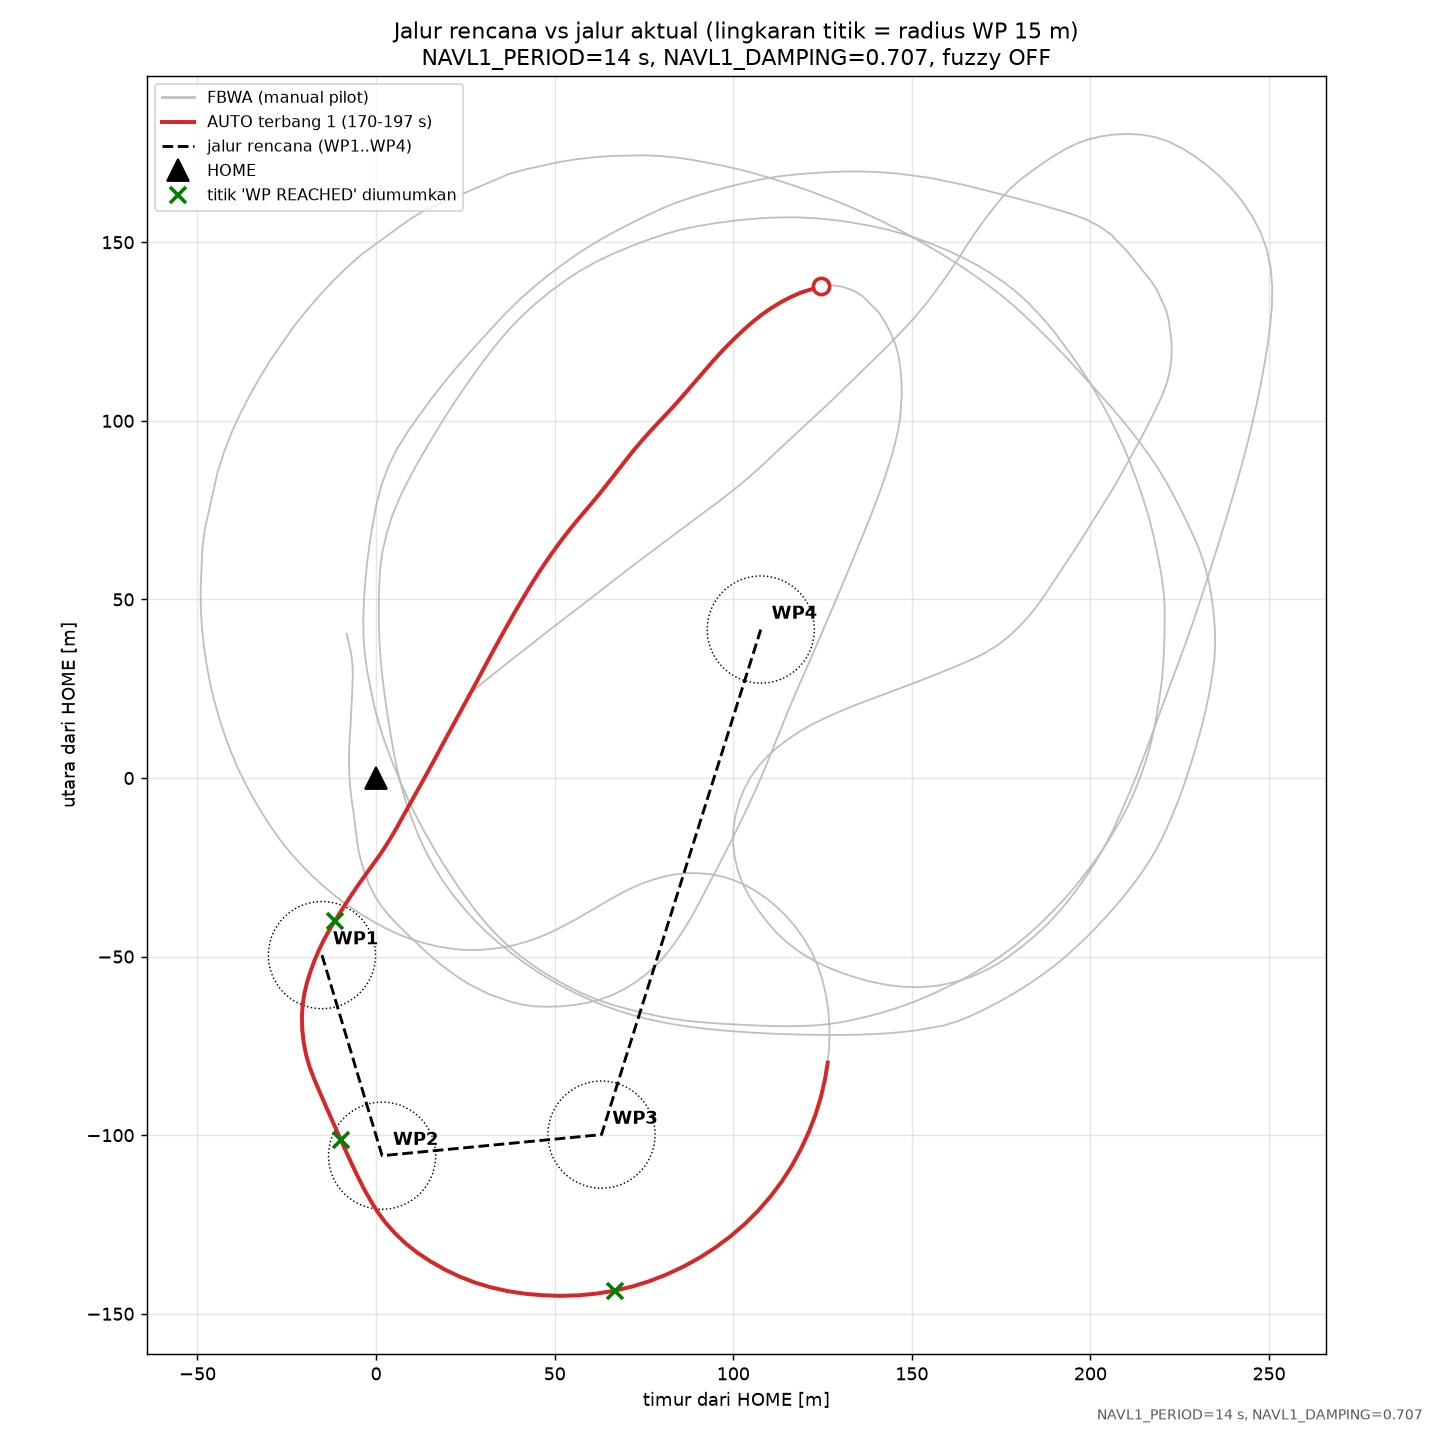 Jalur rencana vs jalur aktual (lingkaran titik = radius WP 15 m)
NAVL1_PERIOD=14 s, NAVL1_DAMPING=0.707, fuzzy OFF
FBWA (manual pilot)
AUTO terbang 1 (170-197 s)
jalur rencana (WP1..WP4)
HOME
titik 'WP REACHED' diumumkan
150
100
50
0
−50
−100
−150
utara dari HOME [m]
WP4
WP1
WP2
WP3
−50
0
50
100
150
200
250
timur dari HOME [m]
NAVL1_PERIOD=14 s, NAVL1_DAMPING=0.707